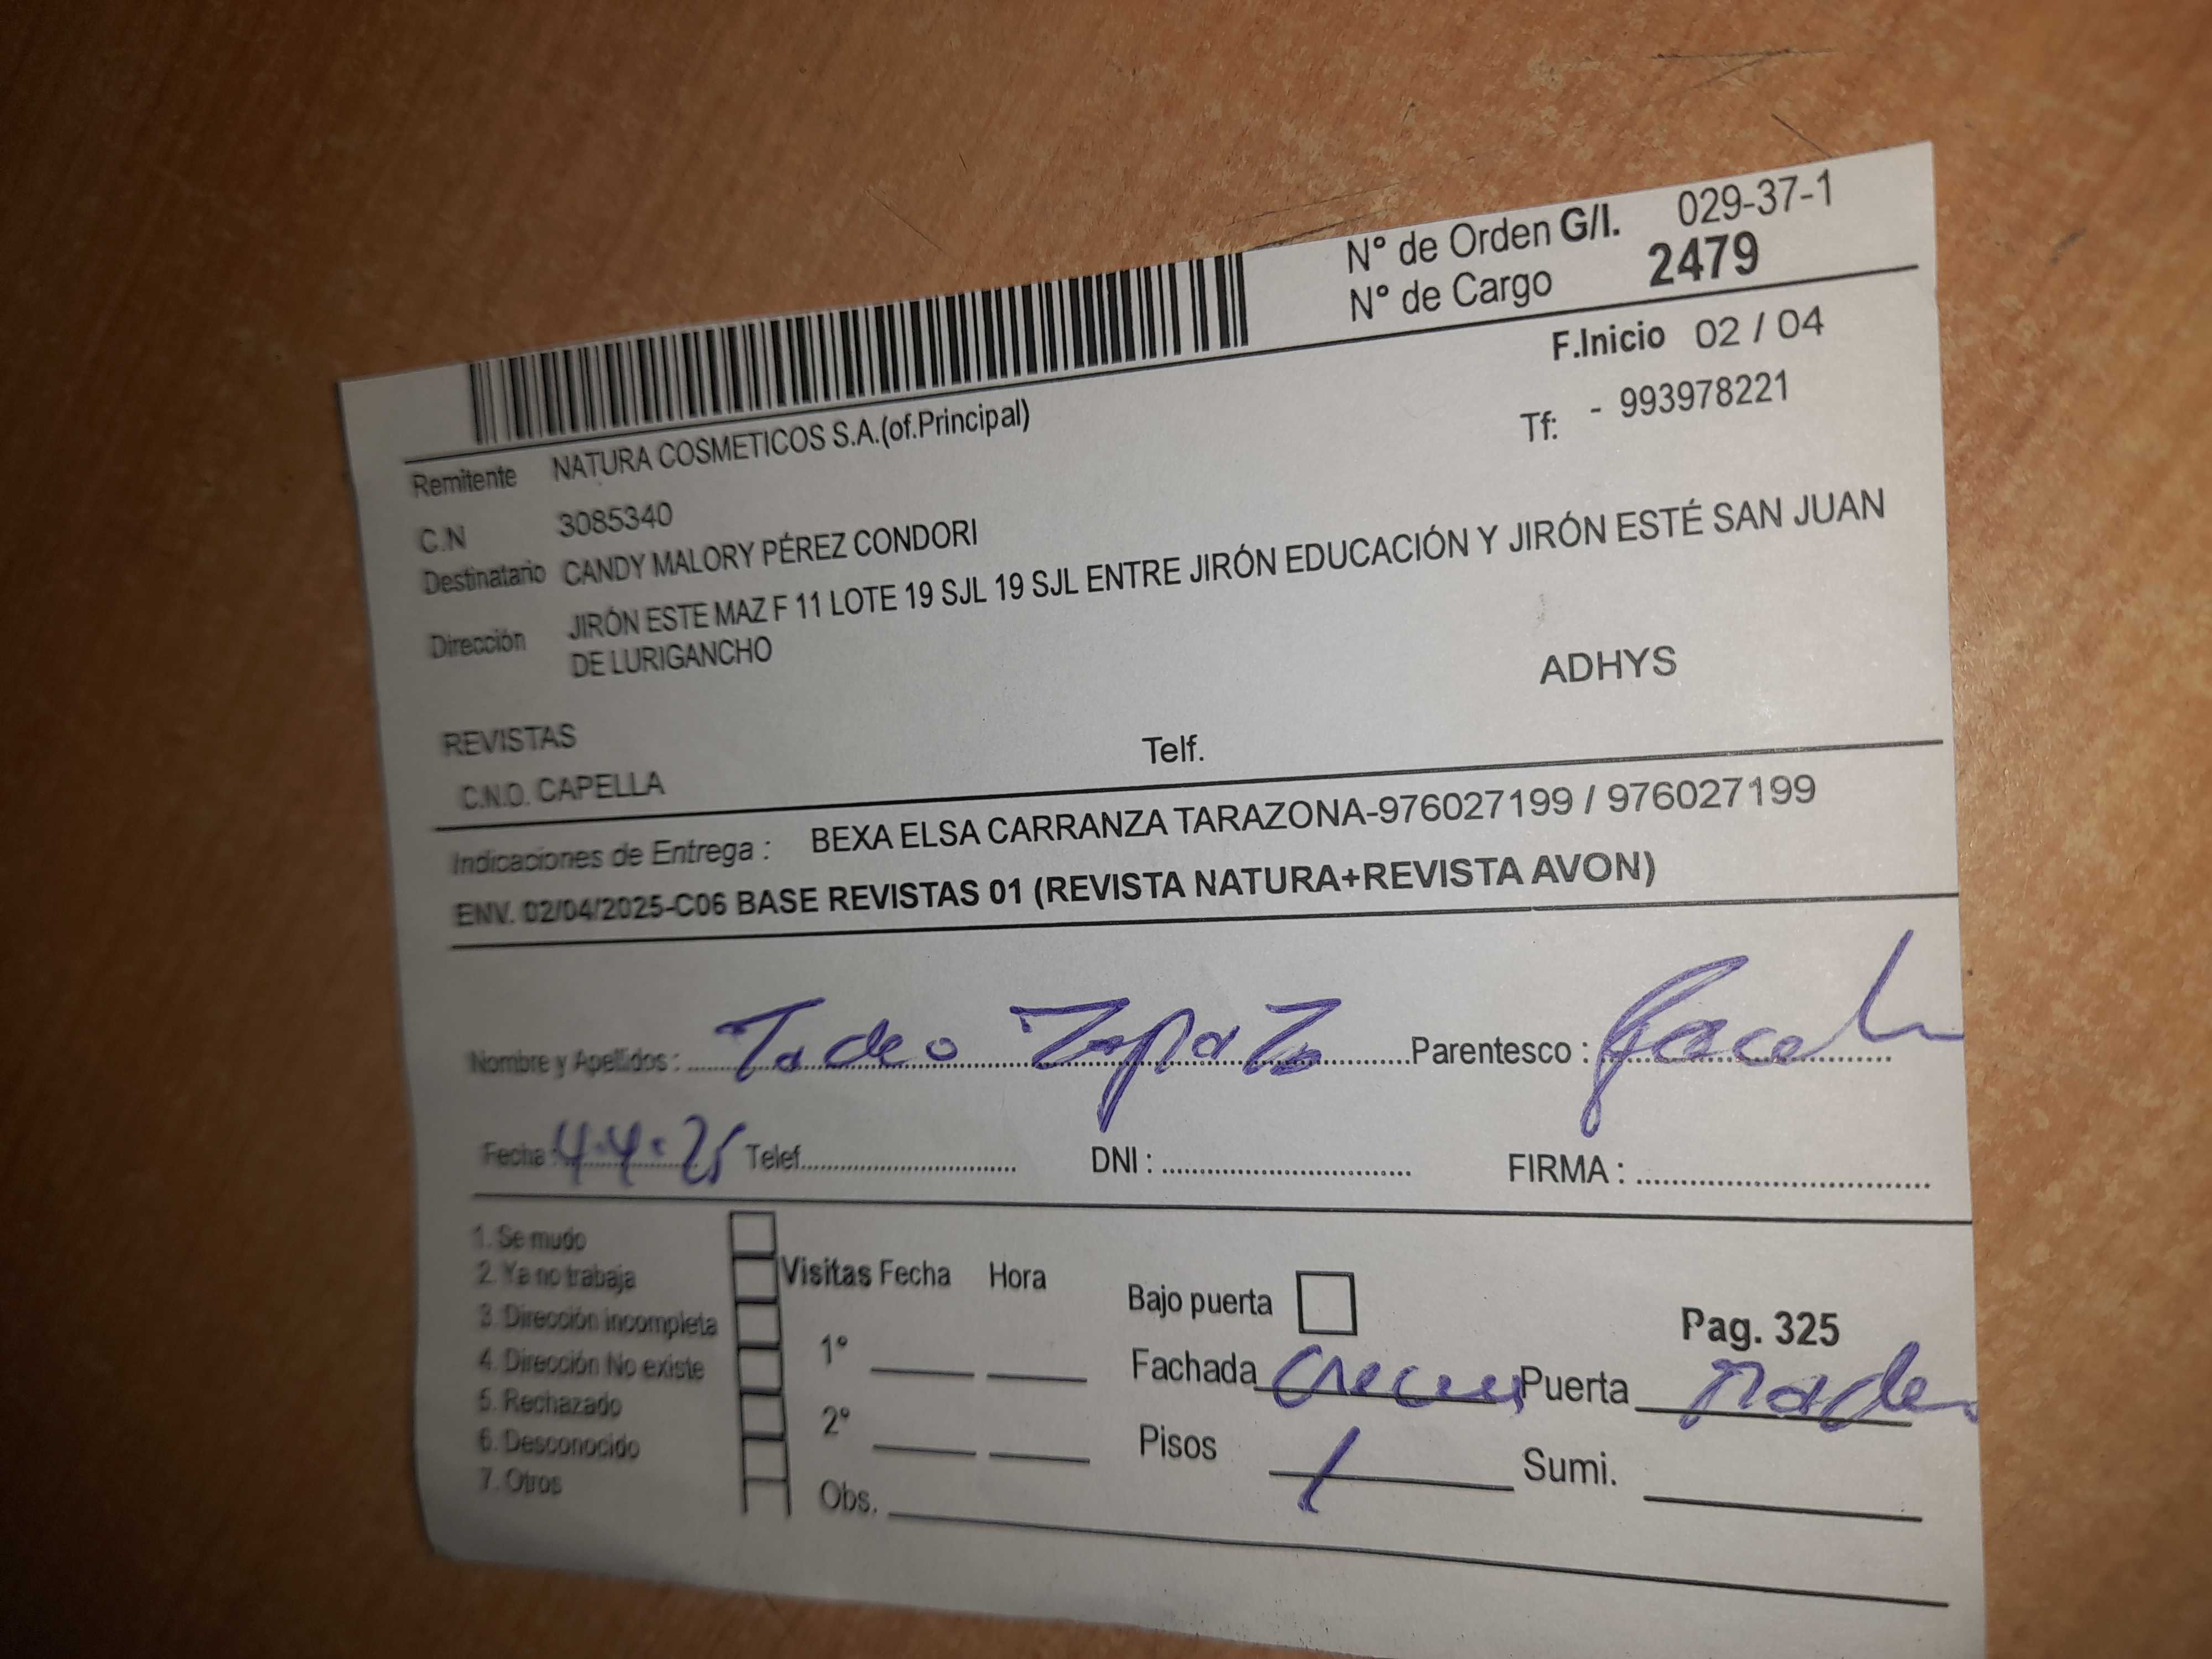 N° de Orden G/I. 029-37-1
N° de Cargo 2479
F.Inicio 02 / 04
Remitente NATURA COSMETICOS S.A.(of.Principal) Tf: - 993978221
C.N 3085340
Destinatario CANDY MALORY PÉREZ CONDORI
Dirección JIRÓN ESTE MAZ F 11 LOTE 19 SJL 19 SJL ENTRE JIRÓN EDUCACIÓN Y JIRÓN ESTÉ SAN JUAN
DE LURIGANCHO
ADHYS
REVISTAS
C.N.O. CAPELLA Telf.
Indicaciones de Entrega : BEXA ELSA CARRANZA TARAZONA-976027199 / 976027199
ENV. 02/04/2025-C06 BASE REVISTAS 01 (REVISTA NATURA+REVISTA AVON)
Nombre y Apellidos : Tadeo Zapata Parentesco :
Fecha : 4.4.25 Telef. DNI : FIRMA :
1. Se mudo
2. Ya no trabaja
3. Dirección incompleta
4. Dirección No existe
5. Rechazado
6. Desconocido
7. Otros
Visitas Fecha Hora
1°
2°
Obs.
Bajo puerta
Pag. 325
Fachada Puerta
Pisos 1 Sumi.